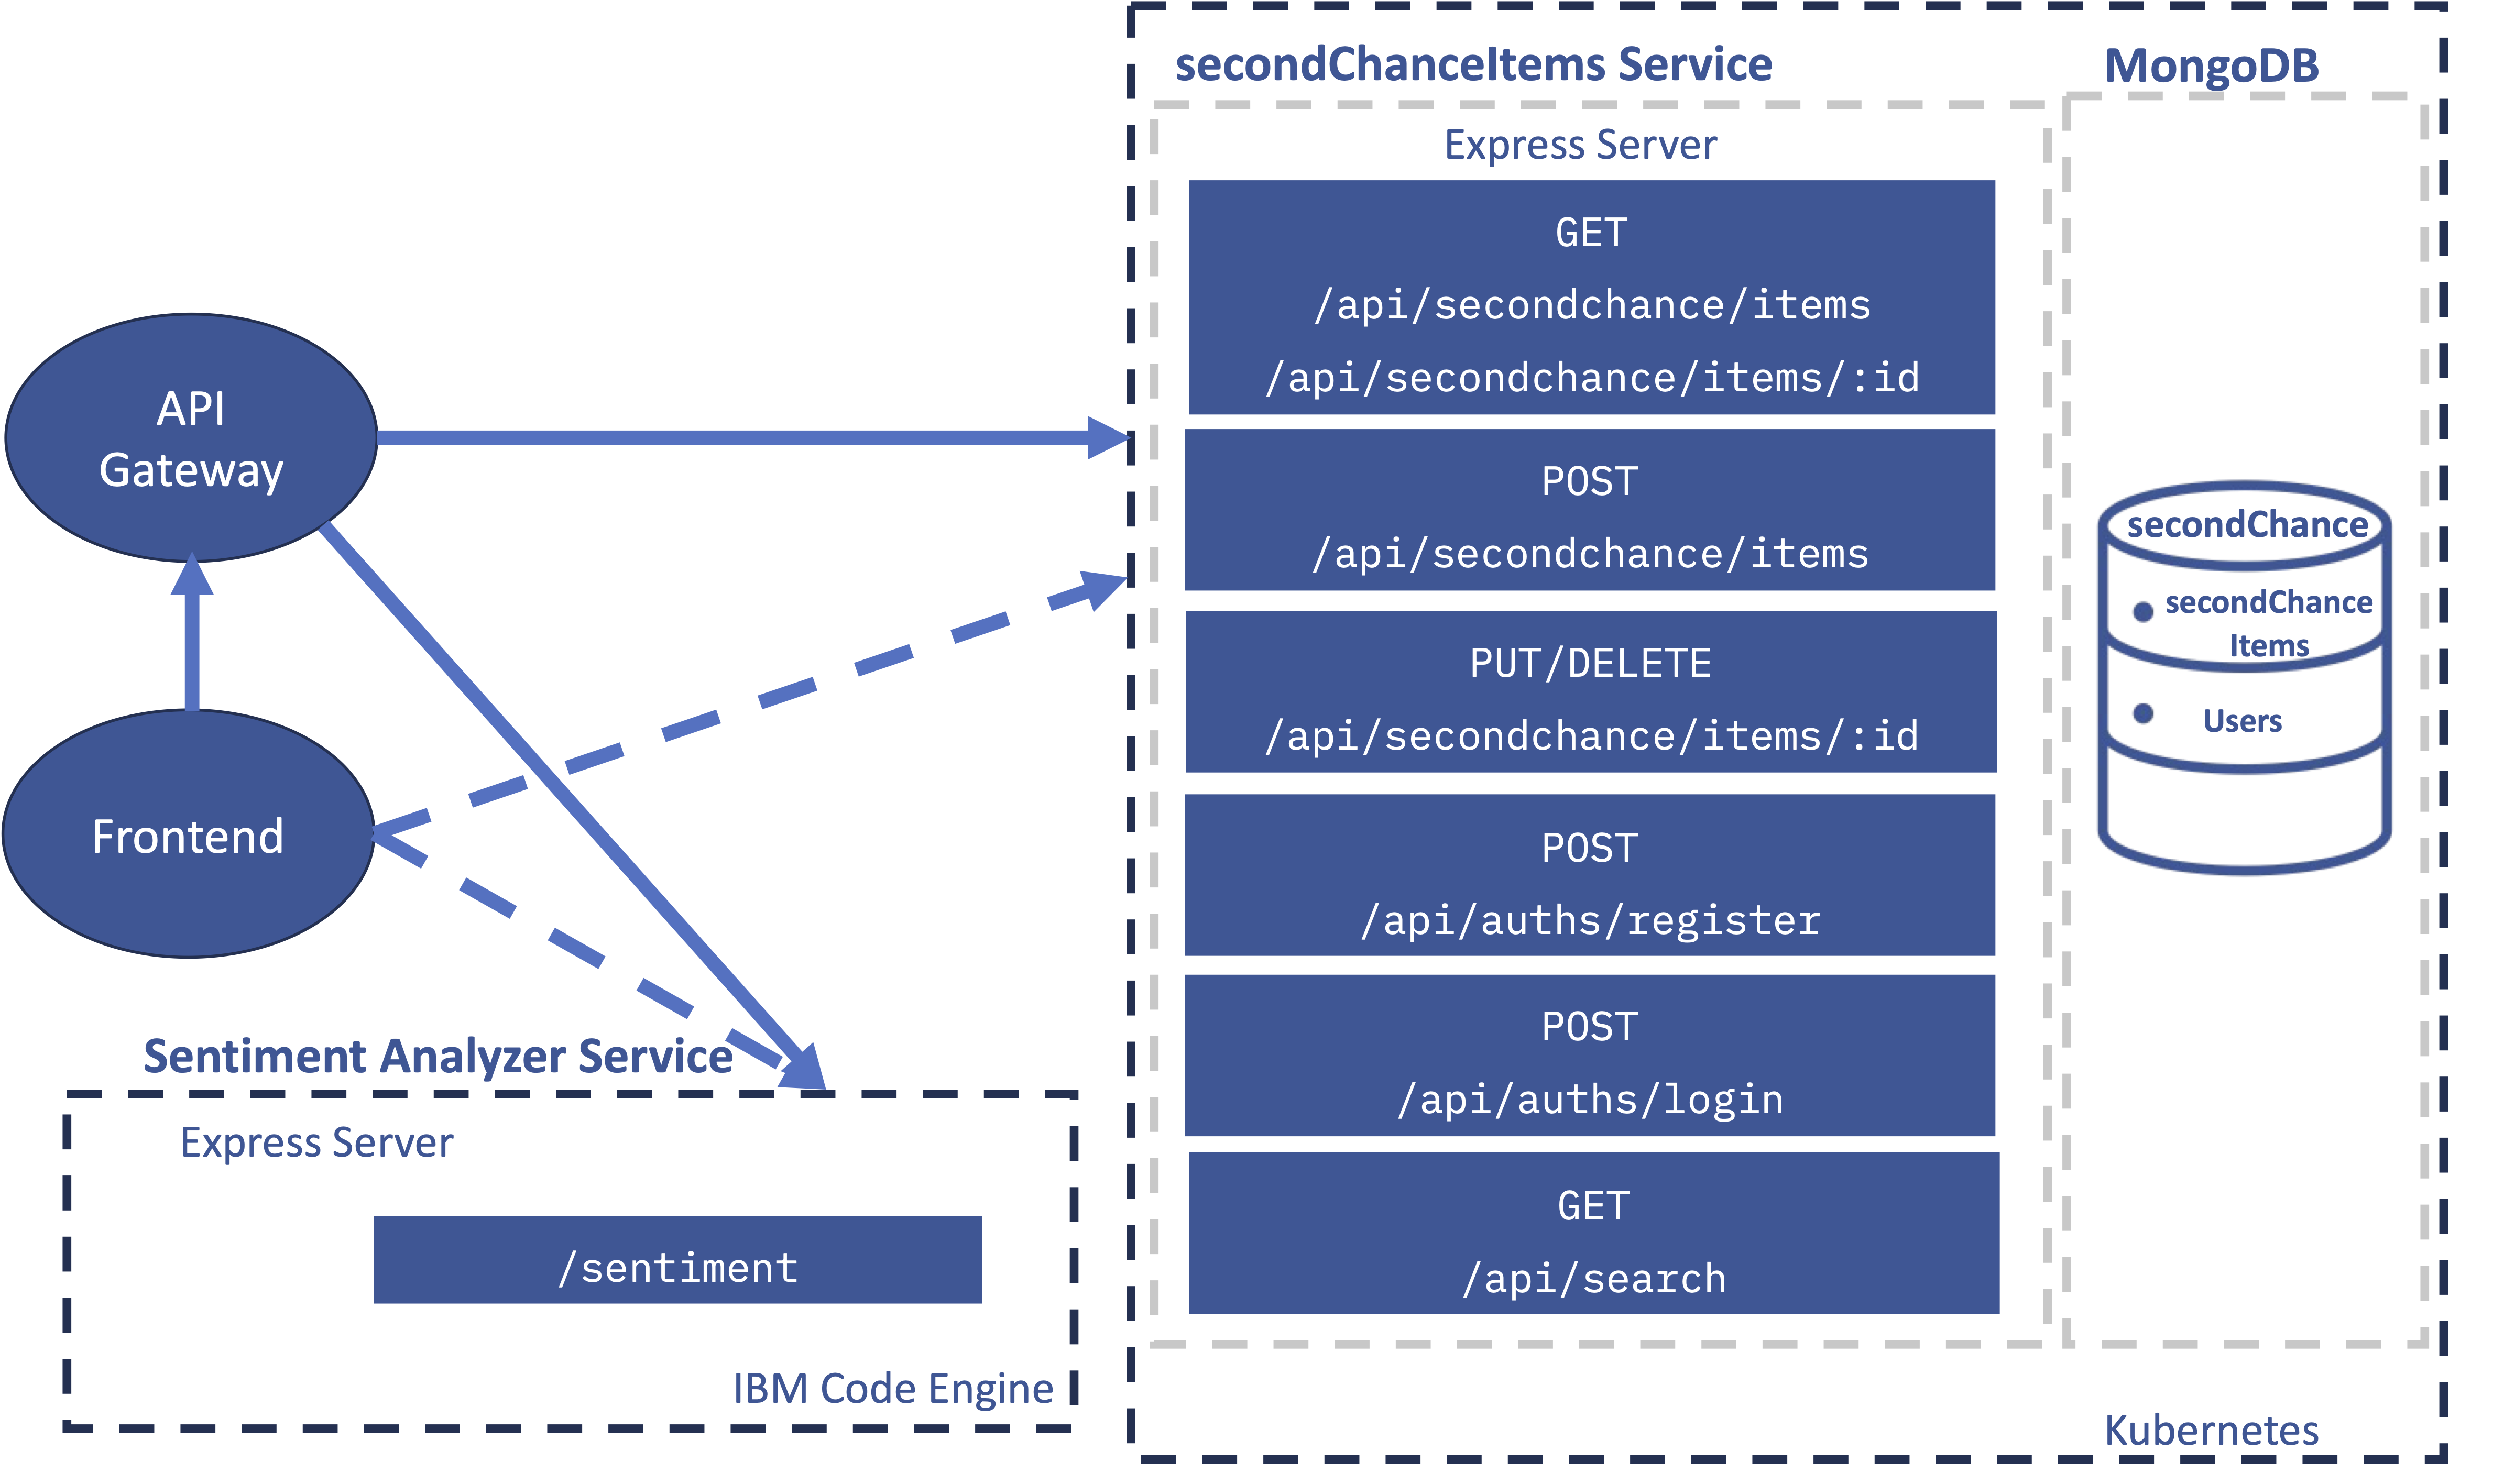 API
Gateway
Frontend
Sentiment Analyzer Service
Express Server
/sentiment
IBM Code Engine
secondChanceItems Service
Express Server
GET
/api/secondchance/items
/api/secondchance/items/:id
POST
/api/secondchance/items
PUT/DELETE
/api/secondchance/items/:id
POST
/api/auths/register
POST
/api/auths/login
GET
/api/search
MongoDB
secondChance
secondChance
Items
Users
Kubernetes